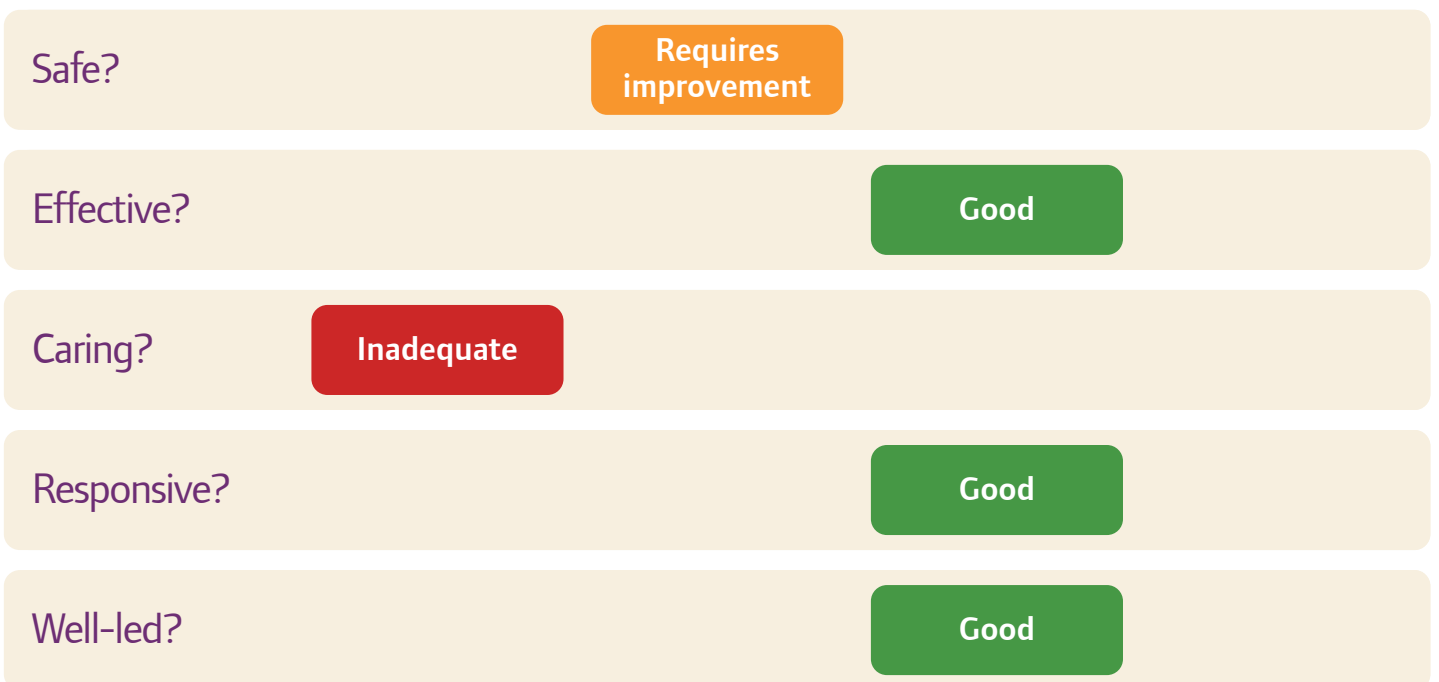 Safe?
Requires
improvement
Effective?
Good
Caring?
Inadequate
Responsive?
Good
Well-led?
Good